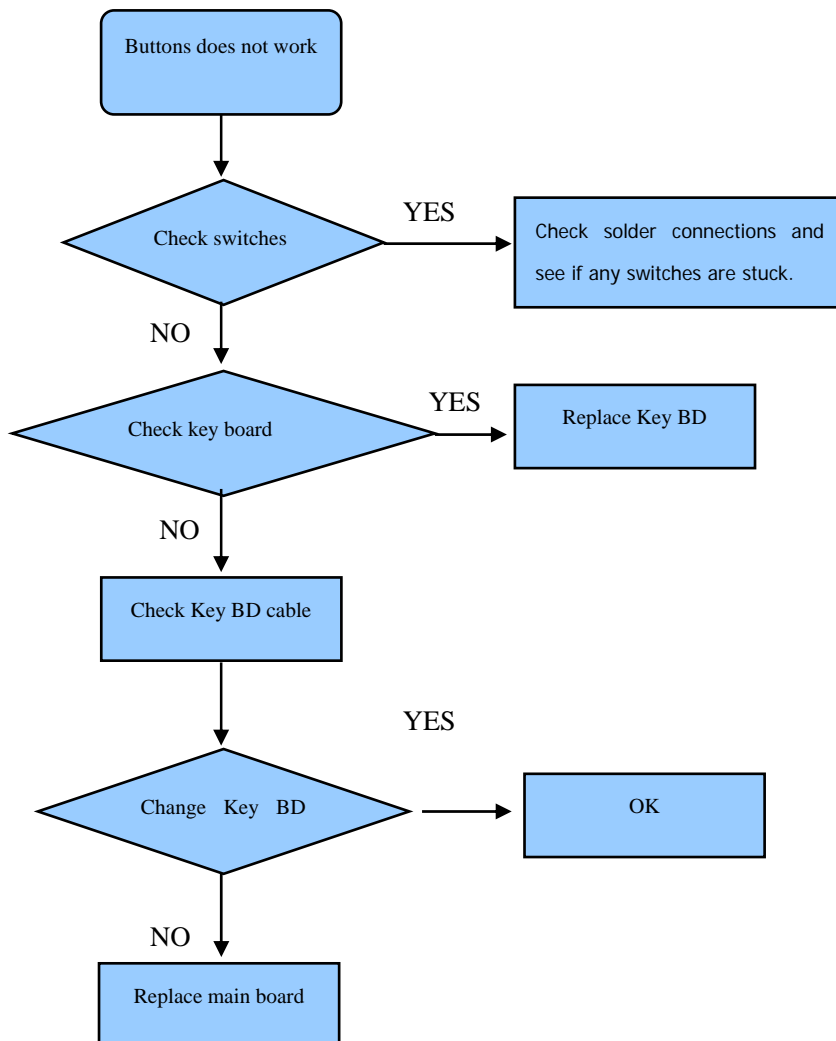 Buttons does not work
Check switches
YES
Check solder connections and
see if any switches are stuck.
NO
Check key board
YES
Replace Key BD
NO
Check Key BD cable
YES
Change Key BD
OK
NO
Replace main board